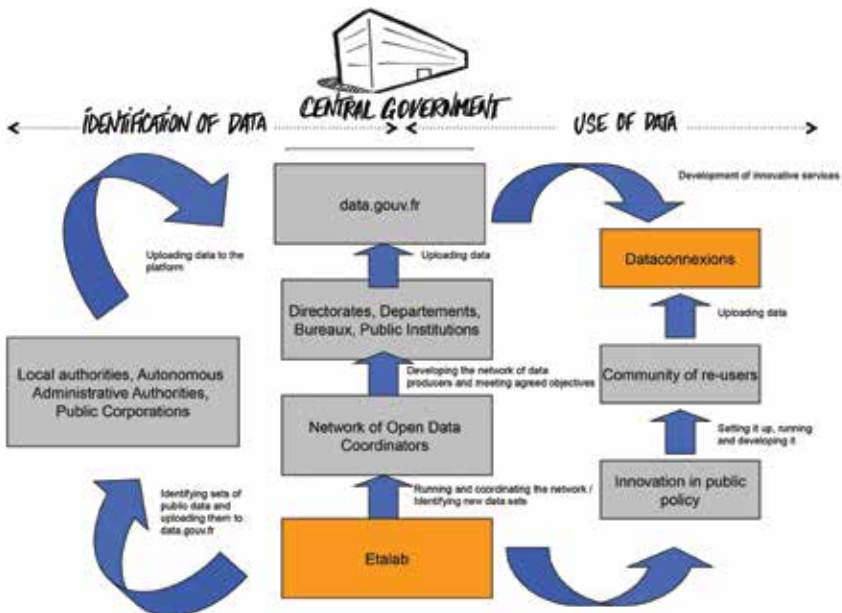 CENTRAL GOVERNMENT
IDENTIFICATION OF DATA
USE OF DATA
data.gouv.fr
Development of innovative services
Uploading data to the
platform
Uploading data
Dataconnexions
Directorates, Departements,
Bureaux, Public Institutions
Uploading data
Local authorities, Autonomous
Administrative Authorities,
Public Corporations
Developing the network of data
producers and meeting agreed objectives
Community of re-users
Network of Open Data
Coordinators
Setting it up, running
and developing it
Identifying sets of
public data and
uploading them to
data.gouv.fr
Running and coordinating the network /
Identifying new data sets
Innovation in public
policy
Etalab